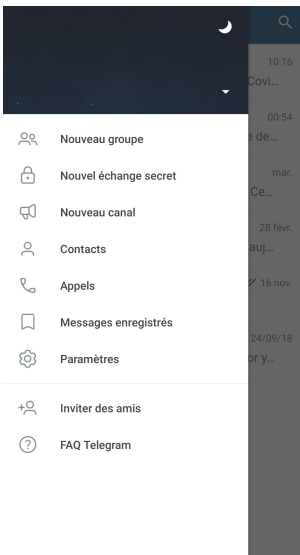 10:16
Covi...
Nouveau groupe
00:54
e de...
Nouvel échange secret
mar.
Ce...
Nouveau canal
28 févr.
Contacts
auj...
Appels
16 nov.
Messages enregistrés
24/09/18
Paramètres
or y...
Inviter des amis
FAQ Telegram